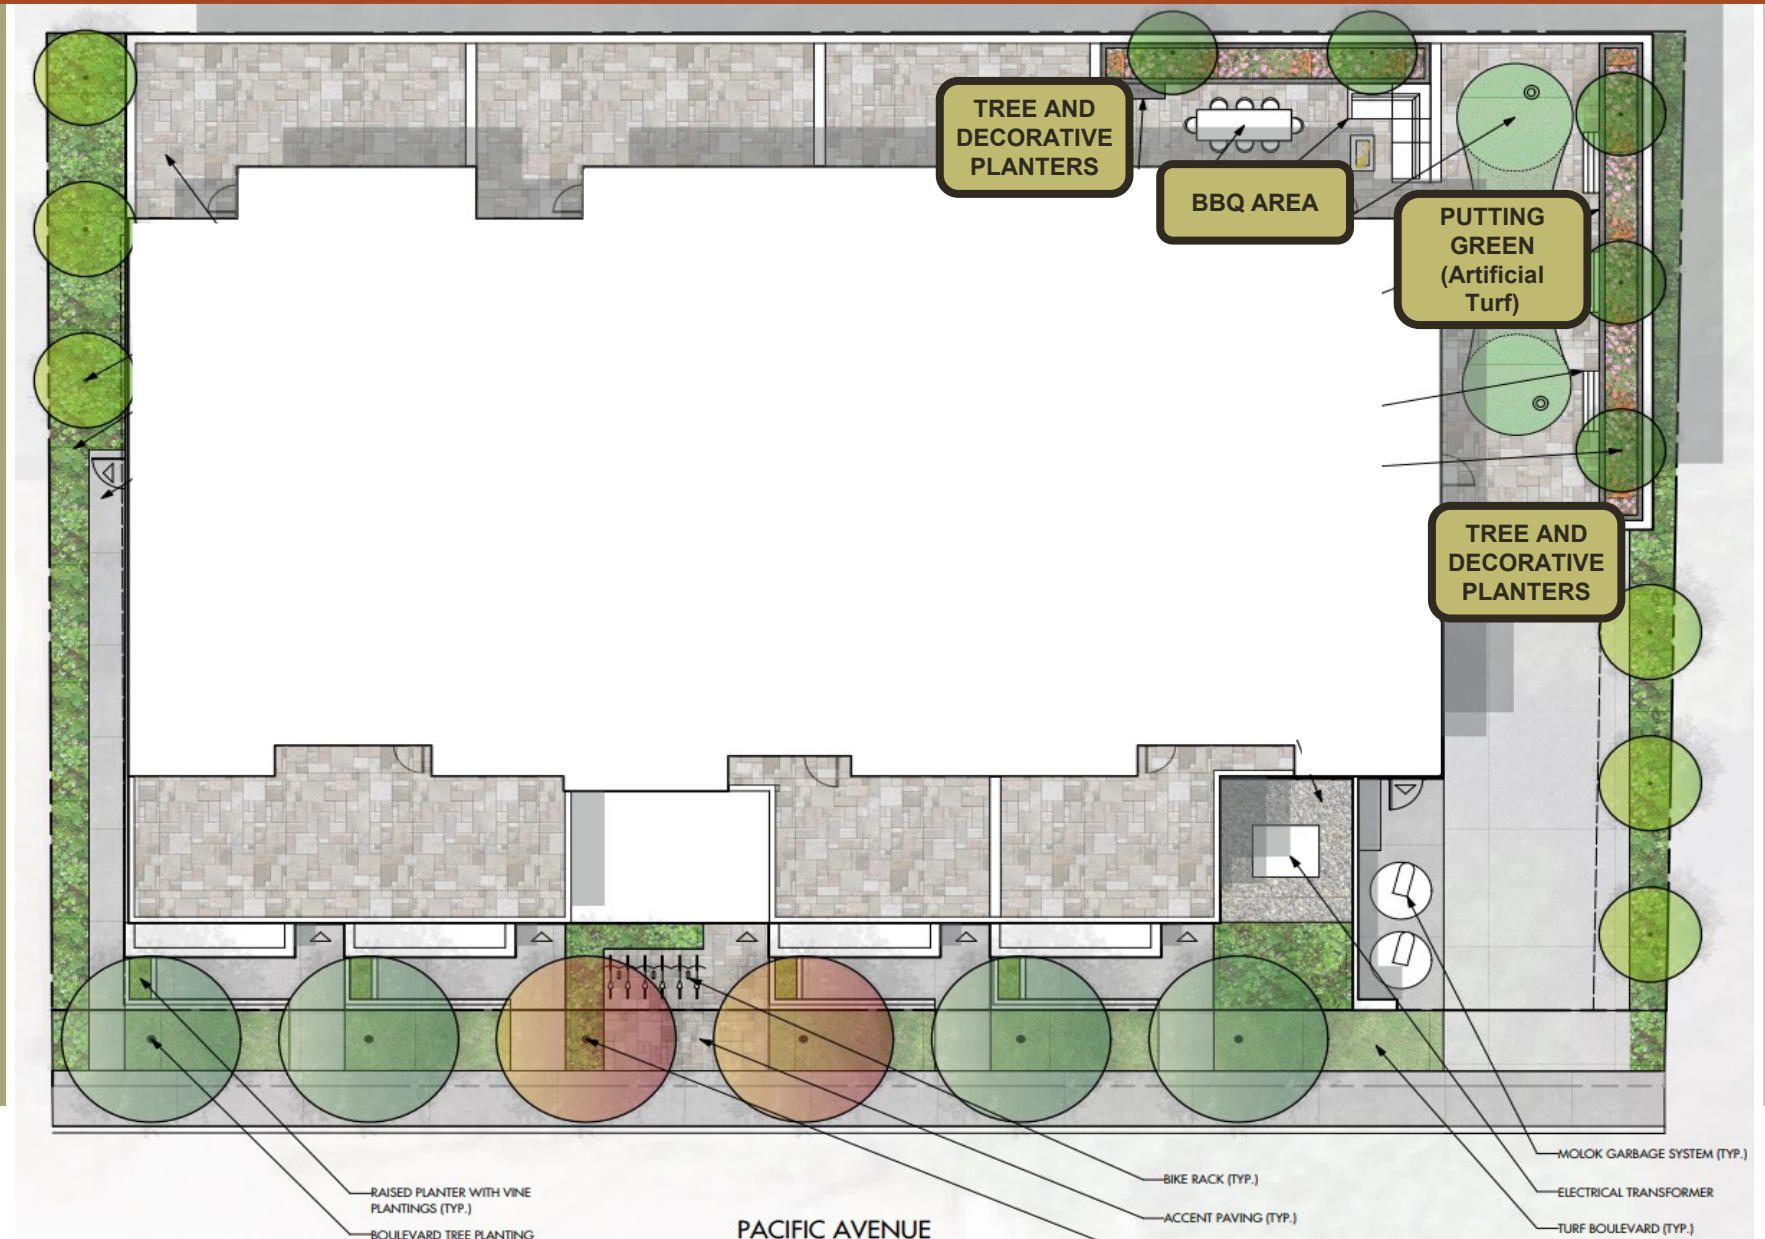 TREE AND
DECORATIVE
PLANTERS
BBQ AREA
PUTTING
GREEN
(Artificial
Turf)
TREE AND
DECORATIVE
PLANTERS
RAISED PLANTER WITH VINE
PLANTINGS (TYP.)
BOULEVARD TREE PLANTING
PACIFIC AVENUE
BIKE RACK (TYP.)
ACCENT PAVING (TYP.)
MOLOK GARBAGE SYSTEM (TYP.)
ELECTRICAL TRANSFORMER
TURF BOULEVARD (TYP.)